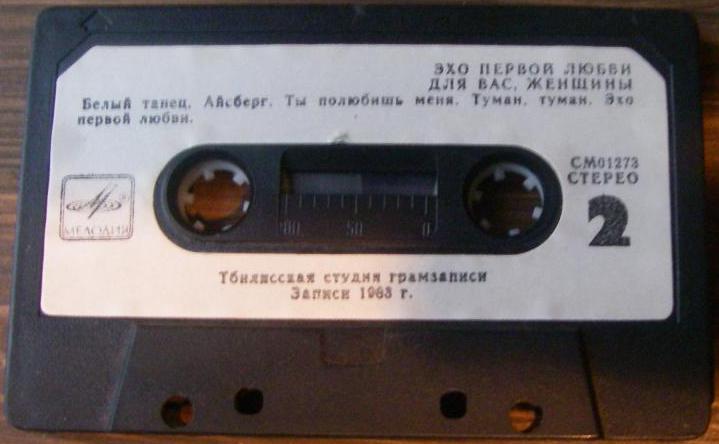 ЭХО ПЕРВОЙ ЛЮБВИ
ДЛЯ ВАС, ЖЕНЩИНЫ
Белый танец. Айсберг. Ты полюбишь меня. Туман, туман. Эхо
первой любви.
СМ01273
СТЕРЕО
МЕЛОДИЯ
2
80 50 0
Тбилисская студия грамзаписи
Записи 1983 г.